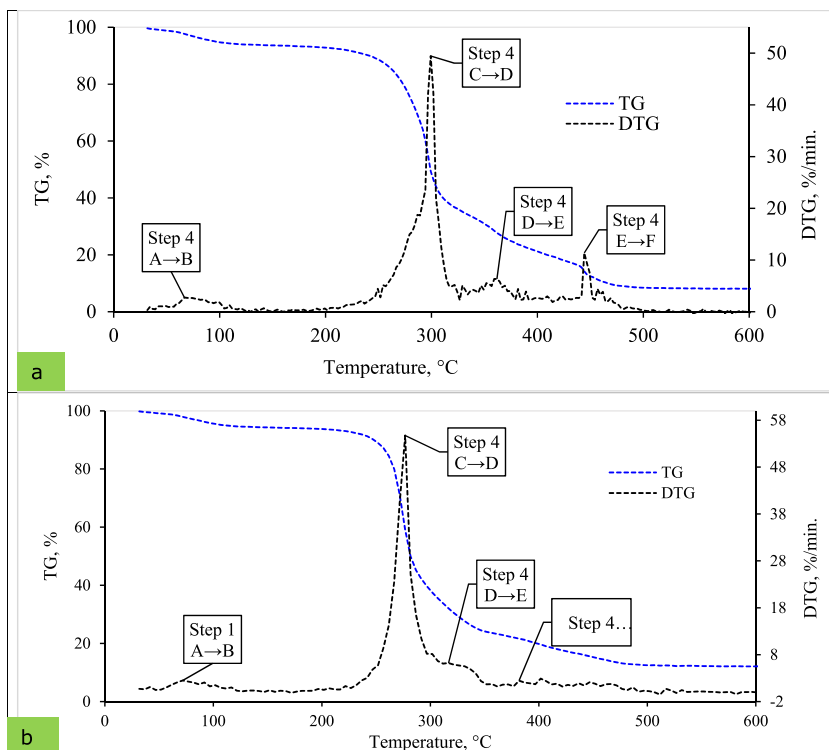 100
80
60
40
20
0
TG, %
50
40
30
20
10
0
DTG, %/min.
Step 4
C→D
TG
DTG
Step 4
D→E
Step 4
E→F
Step 4
A→B
0
100
200
300
400
500
600
Temperature, °C
a
100
80
60
40
20
0
TG, %
58
48
38
28
18
8
-2
DTG, %/min.
Step 4
C→D
TG
DTG
Step 4
D→E
Step 4…
Step 1
A→B
0
100
200
300
400
500
600
Temperature, °C
b